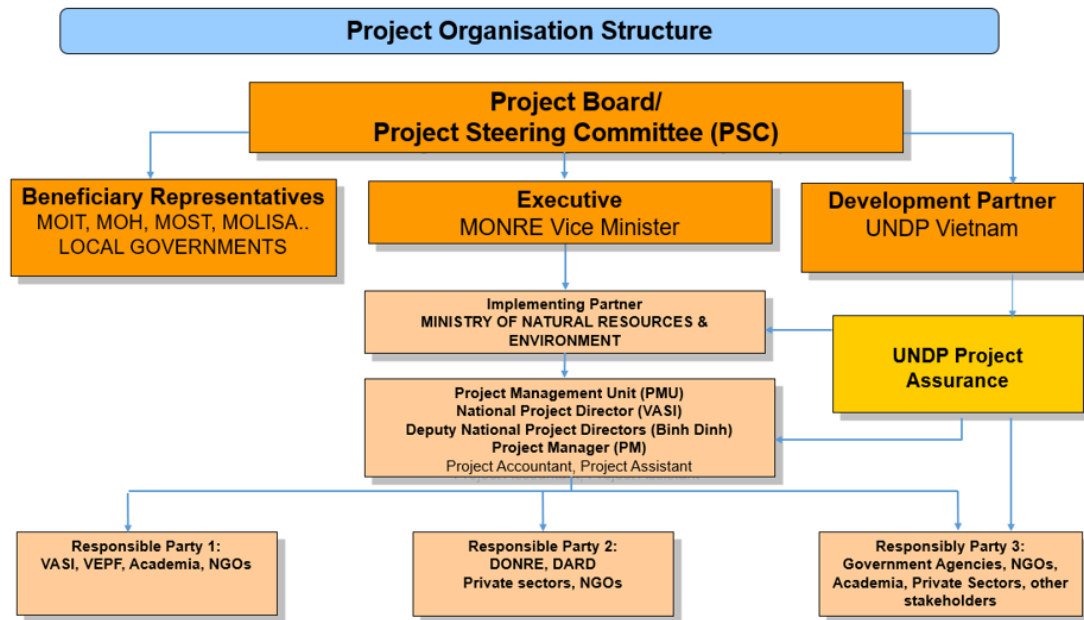 Project Organisation Structure
Project Board/
Project Steering Committee (PSC)
Beneficiary Representatives
MOIT, MOH, MOST, MOLISA..
LOCAL GOVERNMENTS
Executive
MONRE Vice Minister
Development Partner
UNDP Vietnam
Implementing Partner
MINISTRY OF NATURAL RESOURCES &
ENVIRONMENT
UNDP Project
Assurance
Project Management Unit (PMU)
National Project Director (VASI)
Deputy National Project Directors (Binh Dinh)
Project Manager (PM)
Project Accountant, Project Assistant
Responsible Party 1:
VASI, VEPF, Academia, NGOs
Responsible Party 2:
DONRE, DARD
Private sectors, NGOs
Responsibly Party 3:
Government Agencies, NGOs,
Academia, Private Sectors, other
stakeholders